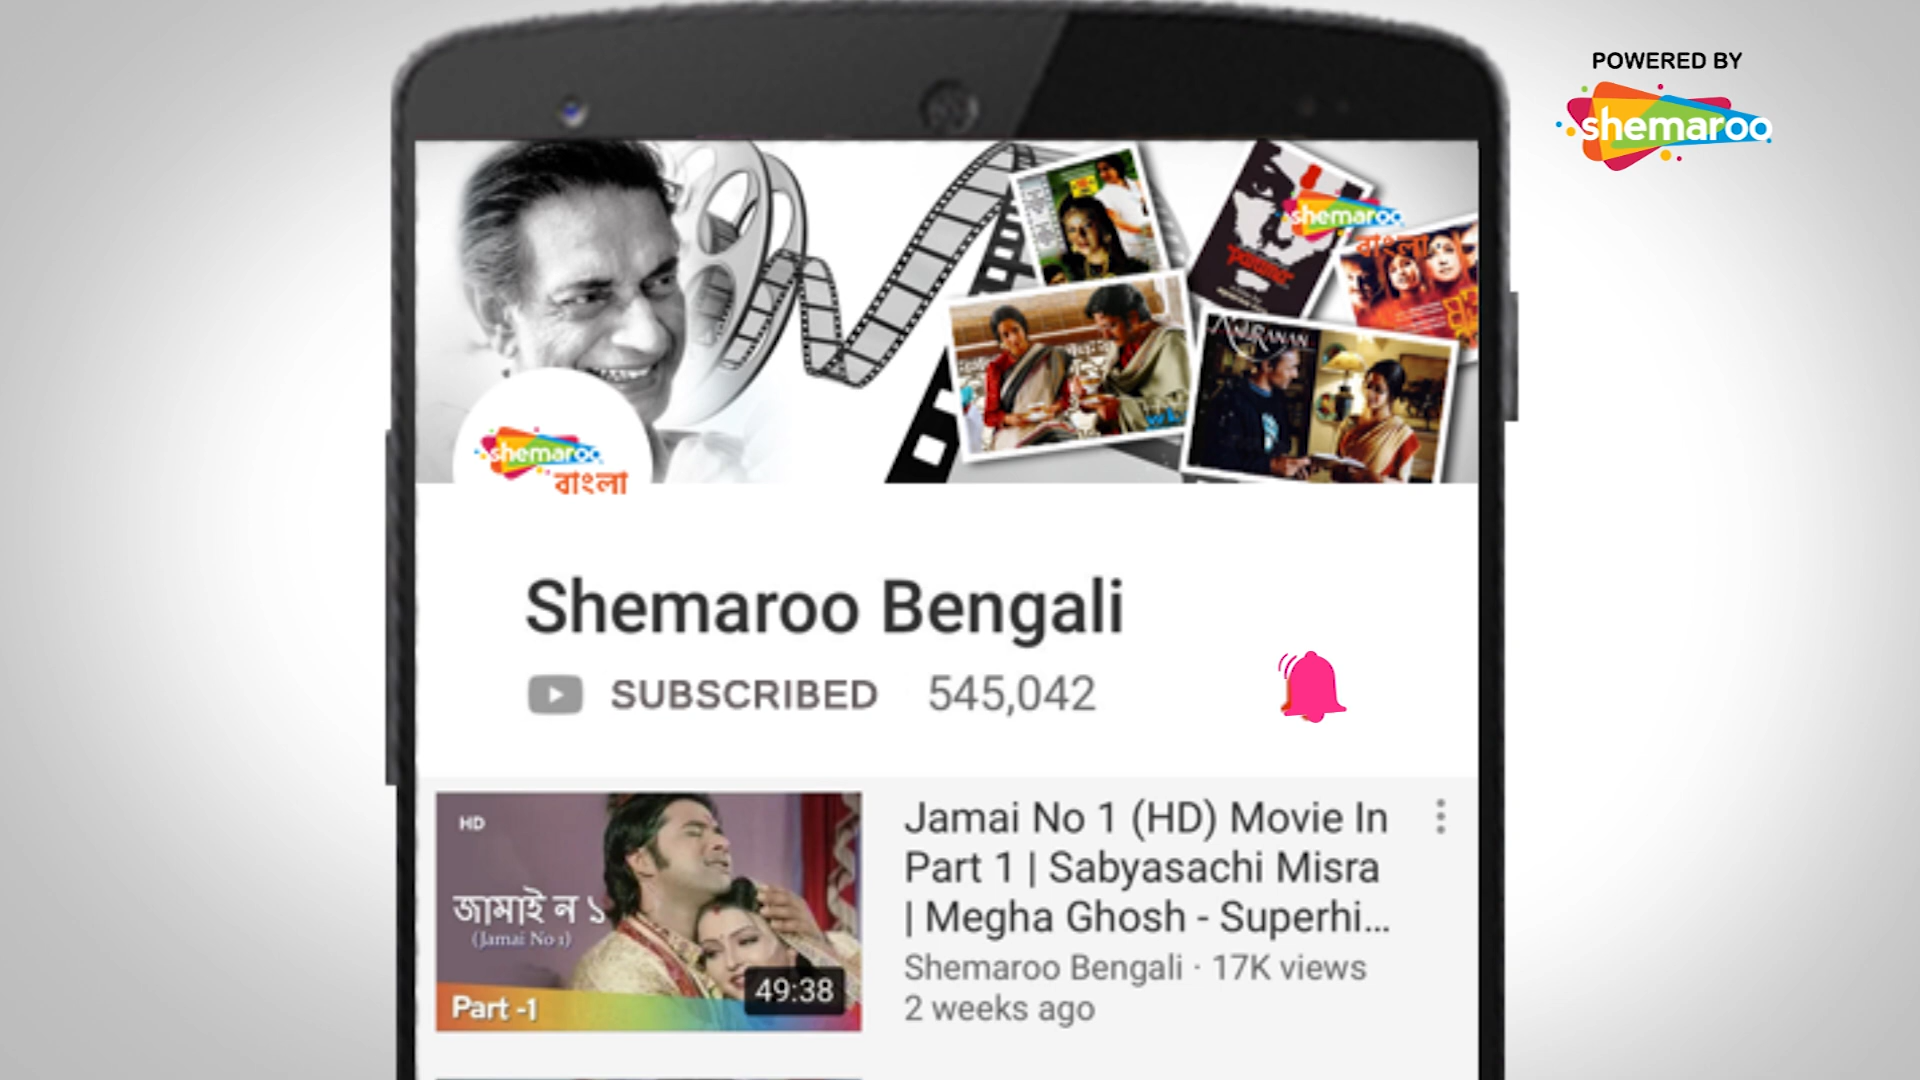 POWERED BY
shemaroo
shemaroo
বাংলা
ANURANAN
shemaroo
বাংলা
Shemaroo Bengali
SUBSCRIBED 545,042
HD
জামাই ন ১
(Jamai No 1)
Part -1
49:38
Jamai No 1 (HD) Movie In
Part 1 | Sabyasachi Misra
| Megha Ghosh - Superhi...
Shemaroo Bengali · 17K views
2 weeks ago